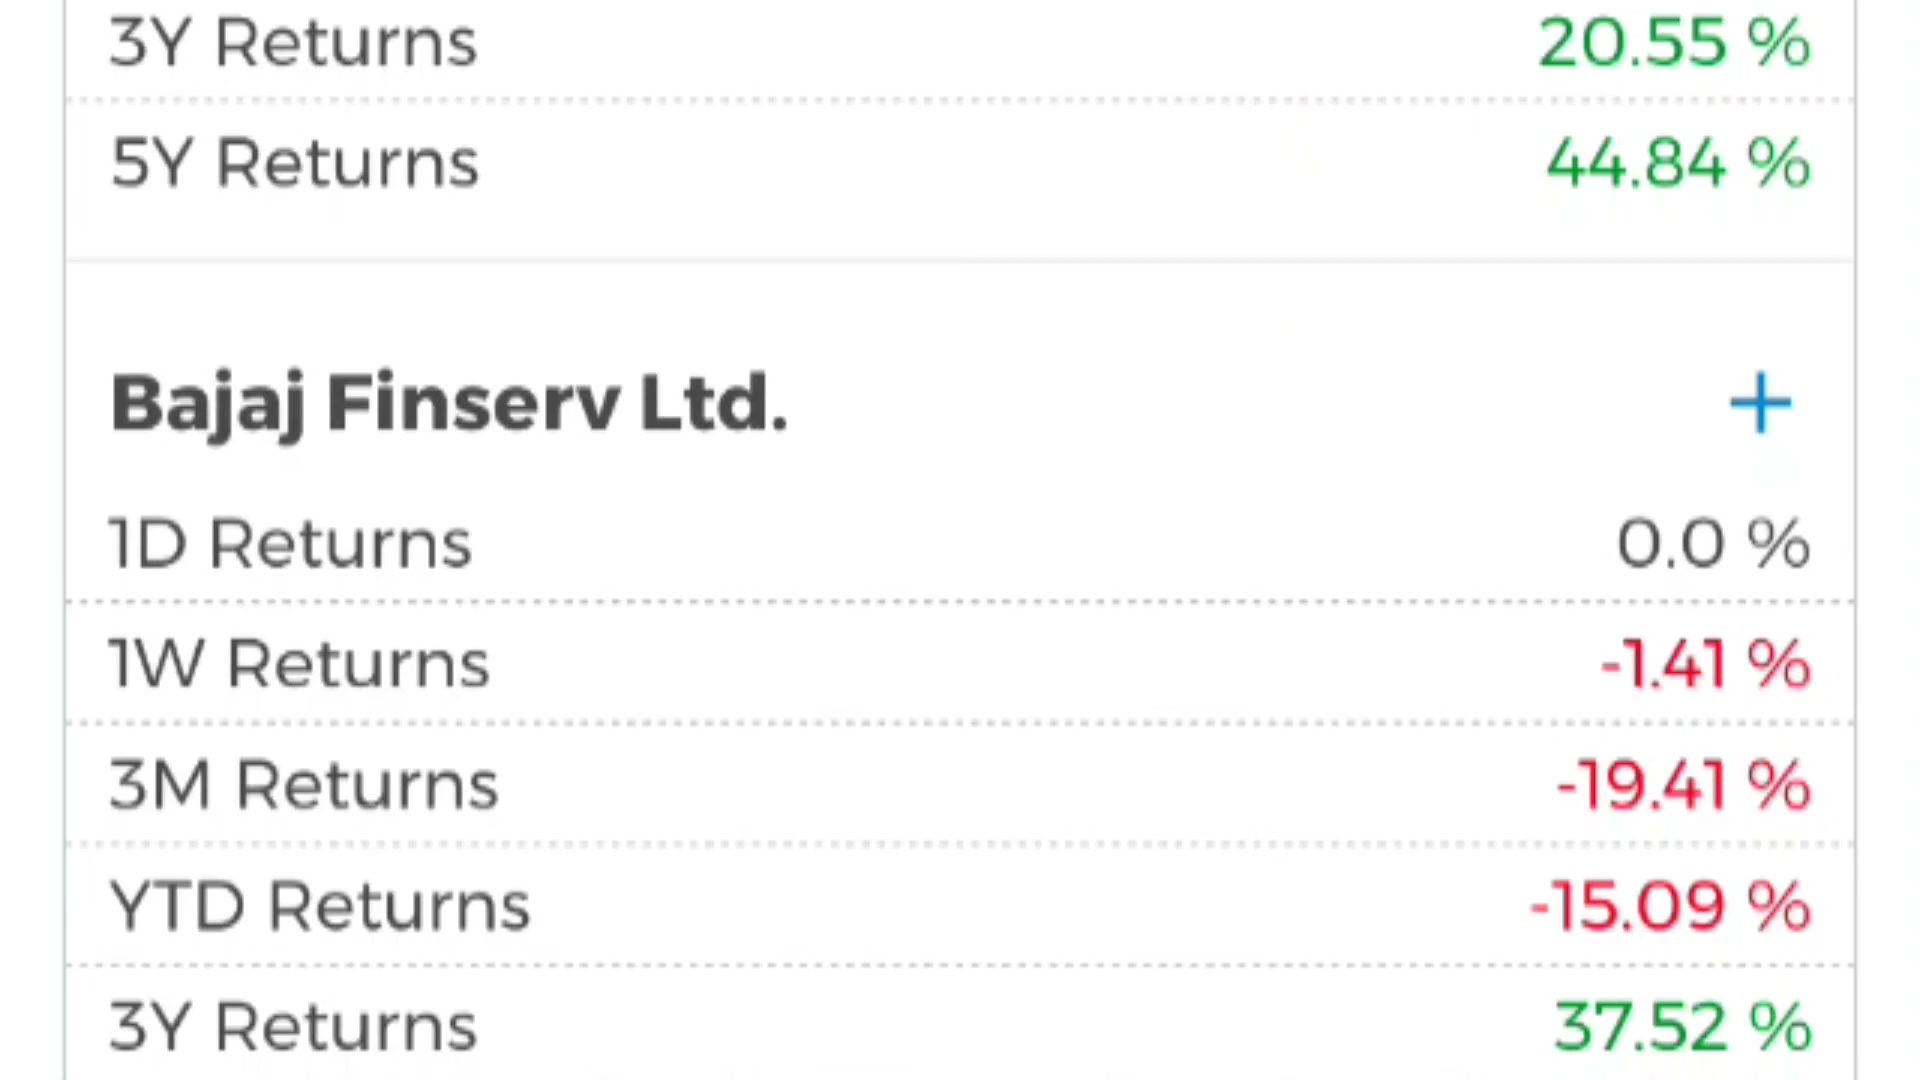 3Y Returns 20.55 %
5Y Returns 44.84 %
Bajaj Finserv Ltd. +
1D Returns 0.0 %
1W Returns -1.41 %
3M Returns -19.41 %
YTD Returns -15.09 %
3Y Returns 37.52 %